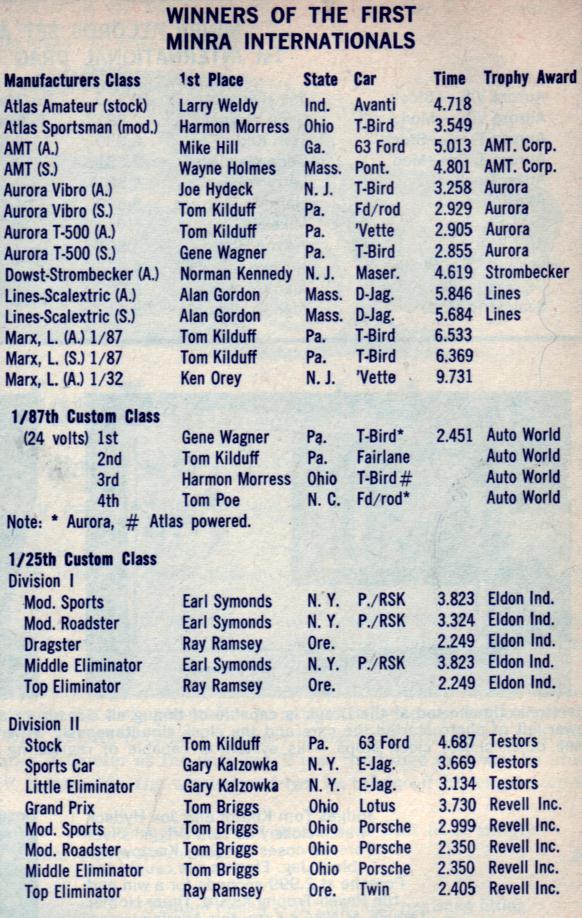 WINNERS OF THE FIRST
MIHRA INTERNATIONALS
Manufacturers Class 1st Place State Car Time Trophy Award
Atlas Amateur (stock) Larry Weldy Ind. Avanti 4.718
Atlas Sportsman (mod.) Harmon Morress Ohio T-Bird 3.549
AMT (A.) Mike Hill Ga. 63 Ford 5.013 AMT. Corp.
AMT (S.) Wayne Holmes Mass. Pont. 4.801 AMT. Corp.
Aurora Vibro (A.) Joe Hydeck N. J. T-Bird 3.258 Aurora
Aurora Vibro (S.) Tom Kilduff Pa. Fd/rod 2.929 Aurora
Aurora T-500 (A.) Tom Kilduff Pa. 'Vette 2.905 Aurora
Aurora T-500 (S.) Gene Wagner Pa. T-Bird 2.855 Aurora
Dowst-Strombecker (A.) Norman Kennedy N. J. Maser. 4.619 Strombecker
Lines-Scalextric (A.) Alan Gordon Mass. D-Jag. 5.846 Lines
Lines-Scalextric (S.) Alan Gordon Mass. D-Jag. 5.684 Lines
Marx, L. (A.) 1/87 Tom Kilduff Pa. T-Bird 6.533
Marx, L. (S.) 1/87 Tom Kilduff Pa. T-Bird 6.369
Marx, L. (A.) 1/32 Ken Orey N. J. 'Vette 9.731
1/87th Custom Class
(24 volts) 1st Gene Wagner Pa. T-Bird* 2.451 Auto World
2nd Tom Kilduff Pa. Fairlane Auto World
3rd Harmon Morress Ohio T-Bird # Auto World
4th Tom Poe N. C. Fd/rod* Auto World
Note: * Aurora, # Atlas powered.
1/25th Custom Class
Division I
Mod. Sports Earl Symonds N. Y. P./RSK 3.823 Eldon Ind.
Mod. Roadster Earl Symonds N. Y. P./RSK 3.324 Eldon Ind.
Dragster Ray Ramsey Ore. 2.249 Eldon Ind.
Middle Eliminator Earl Symonds N. Y. P./RSK 3.823 Eldon Ind.
Top Eliminator Ray Ramsey Ore. 2.249 Eldon Ind.
Division II
Stock Tom Kilduff Pa. 63 Ford 4.687 Testors
Sports Car Gary Kalzowka N. Y. E-Jag. 3.669 Testors
Little Eliminator Gary Kalzowka N. Y. E-Jag. 3.134 Testors
Grand Prix Tom Briggs Ohio Lotus 3.730 Revell Inc.
Mod. Sports Tom Briggs Ohio Porsche 2.999 Revell Inc.
Mod. Roadster Tom Briggs Ohio Porsche 2.350 Revell Inc.
Middle Eliminator Tom Briggs Ohio Porsche 2.350 Revell Inc.
Top Eliminator Ray Ramsey Ore. Twin 2.405 Revell Inc.